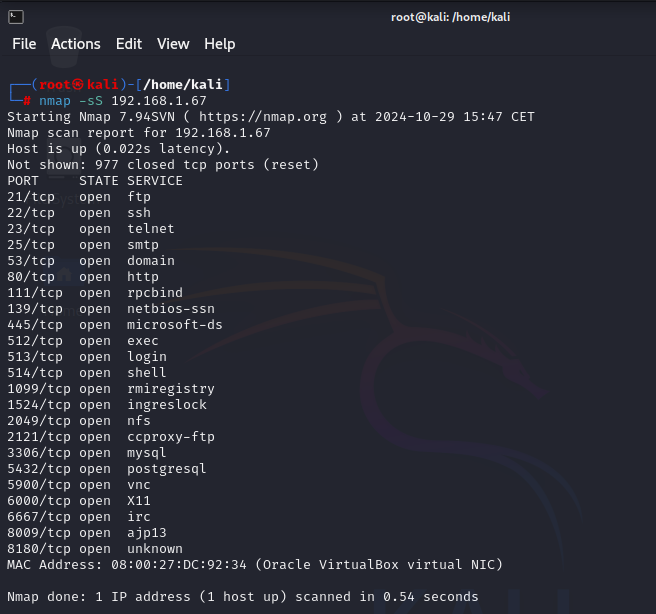 root@kali: /home/kali
File Actions Edit View Help
┌──(root㉿kali)-[/home/kali]
└─# nmap -sS 192.168.1.67
Starting Nmap 7.94SVN ( https://nmap.org ) at 2024-10-29 15:47 CET
Nmap scan report for 192.168.1.67
Host is up (0.022s latency).
Not shown: 977 closed tcp ports (reset)
PORT     STATE SERVICE
21/tcp   open  ftp
22/tcp   open  ssh
23/tcp   open  telnet
25/tcp   open  smtp
53/tcp   open  domain
80/tcp   open  http
111/tcp  open  rpcbind
139/tcp  open  netbios-ssn
445/tcp  open  microsoft-ds
512/tcp  open  exec
513/tcp  open  login
514/tcp  open  shell
1099/tcp open  rmiregistry
1524/tcp open  ingreslock
2049/tcp open  nfs
2121/tcp open  ccproxy-ftp
3306/tcp open  mysql
5432/tcp open  postgresql
5900/tcp open  vnc
6000/tcp open  X11
6667/tcp open  irc
8009/tcp open  ajp13
8180/tcp open  unknown
MAC Address: 08:00:27:DC:92:34 (Oracle VirtualBox virtual NIC)
Nmap done: 1 IP address (1 host up) scanned in 0.54 seconds